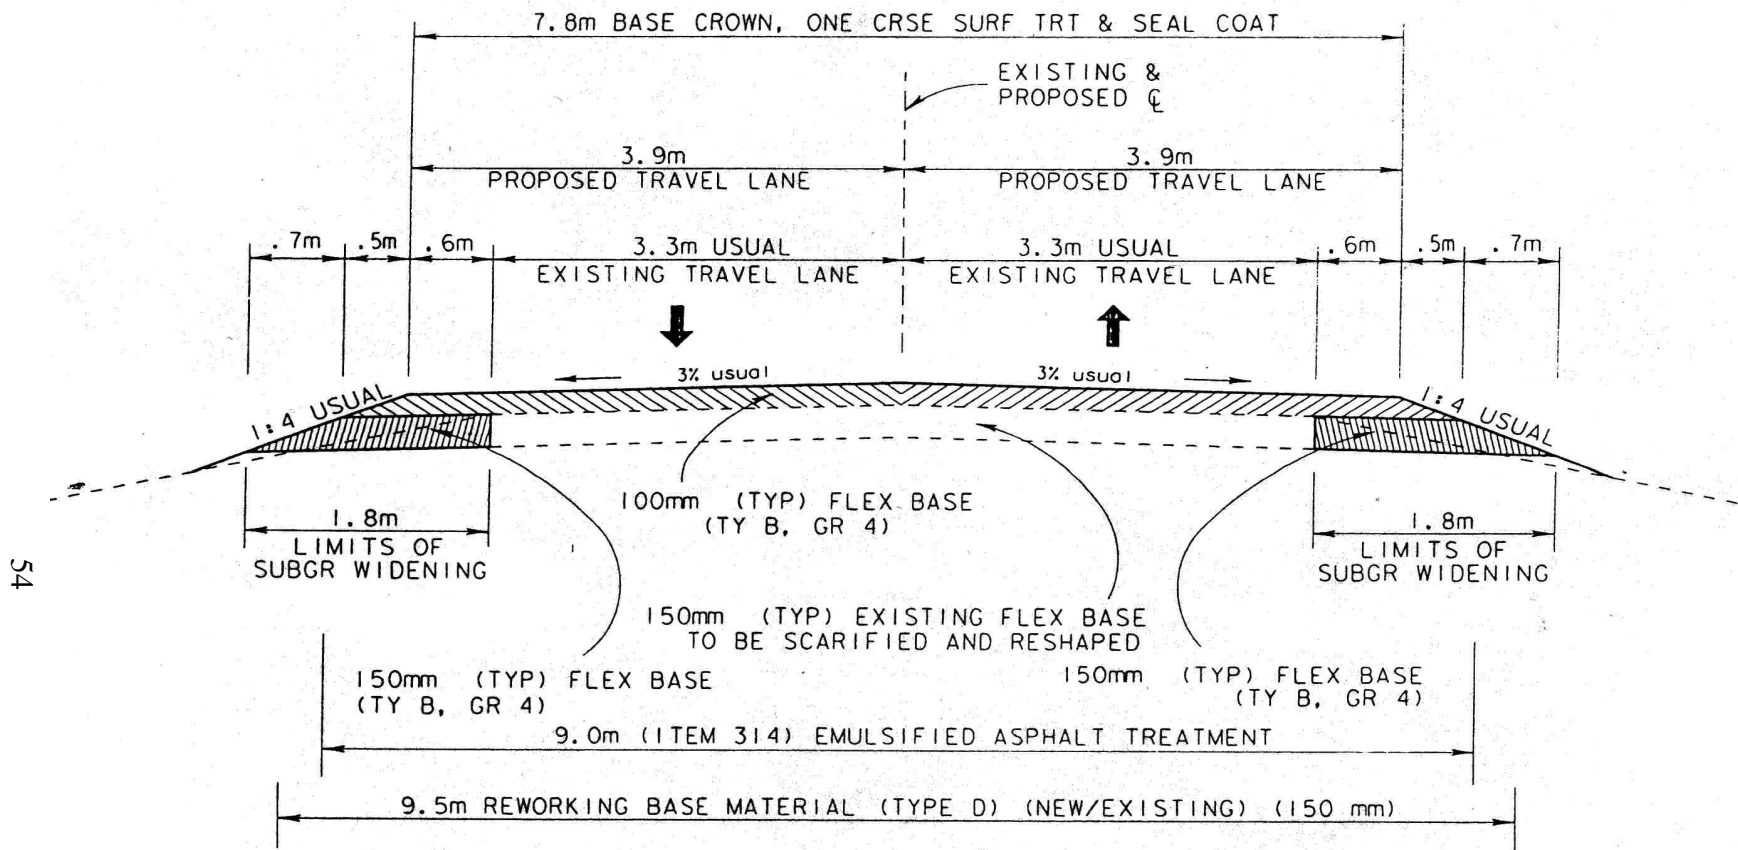 7.8m BASE CROWN, ONE CRSE SURF TRT & SEAL COAT
EXISTING &
PROPOSED ℄
3.9m
PROPOSED TRAVEL LANE
3.9m
PROPOSED TRAVEL LANE
.7m
.5m
.6m
3.3m USUAL
EXISTING TRAVEL LANE
3.3m USUAL
EXISTING TRAVEL LANE
.6m
.5m
.7m
1:4 USUAL
3% usual
3% usual
1:4 USUAL
1.8m
LIMITS OF
SUBGR WIDENING
100mm (TYP) FLEX BASE
(TY B, GR 4)
1.8m
LIMITS OF
SUBGR WIDENING
54
150mm (TYP) EXISTING FLEX BASE
TO BE SCARIFIED AND RESHAPED
150mm (TYP) FLEX BASE
(TY B, GR 4)
150mm (TYP) FLEX BASE
(TY B, GR 4)
9.0m (ITEM 314) EMULSIFIED ASPHALT TREATMENT
9.5m REWORKING BASE MATERIAL (TYPE D) (NEW/EXISTING) (150 mm)